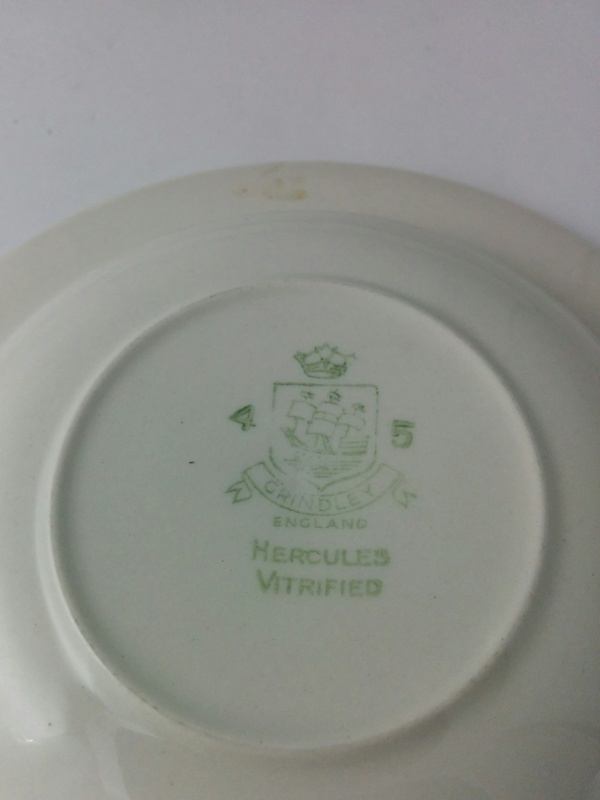 4 5
GRINDLEY
ENGLAND
HERCULES
VITRIFIED